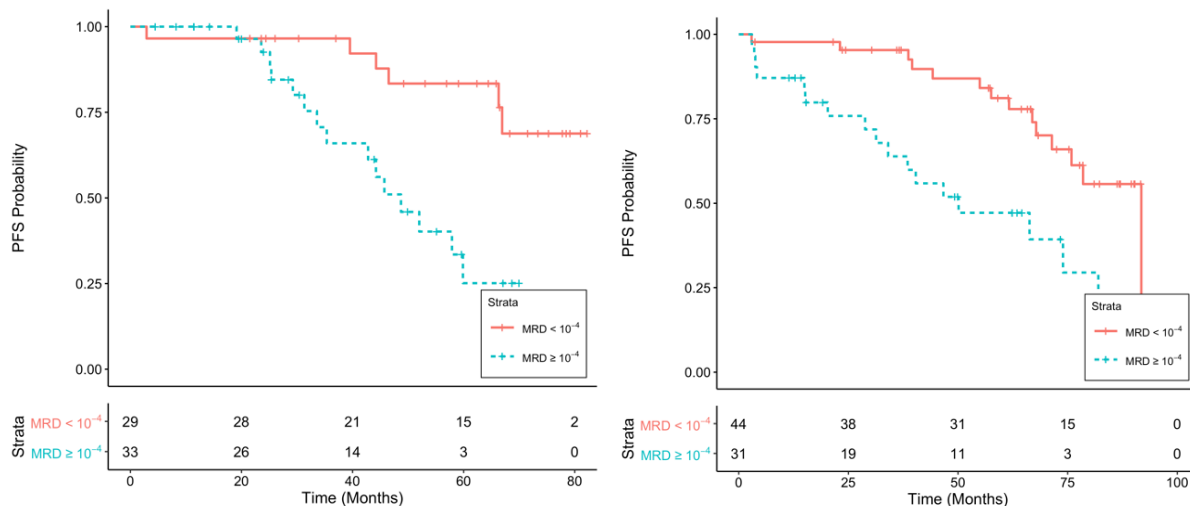 1.00
0.75
0.50
0.25
0.00
PFS Probability
Strata
MRD < 10⁻⁴
MRD ≥ 10⁻⁴
Strata
MRD < 10⁻⁴ 29 28 21 15 2
MRD ≥ 10⁻⁴ 33 26 14 3 0
0 20 40 60 80
Time (Months)
1.00
0.75
0.50
0.25
0.00
PFS Probability
Strata
MRD < 10⁻⁴
MRD ≥ 10⁻⁴
Strata
MRD < 10⁻⁴ 44 38 31 15 0
MRD ≥ 10⁻⁴ 31 19 11 3 0
0 25 50 75 100
Time (Months)